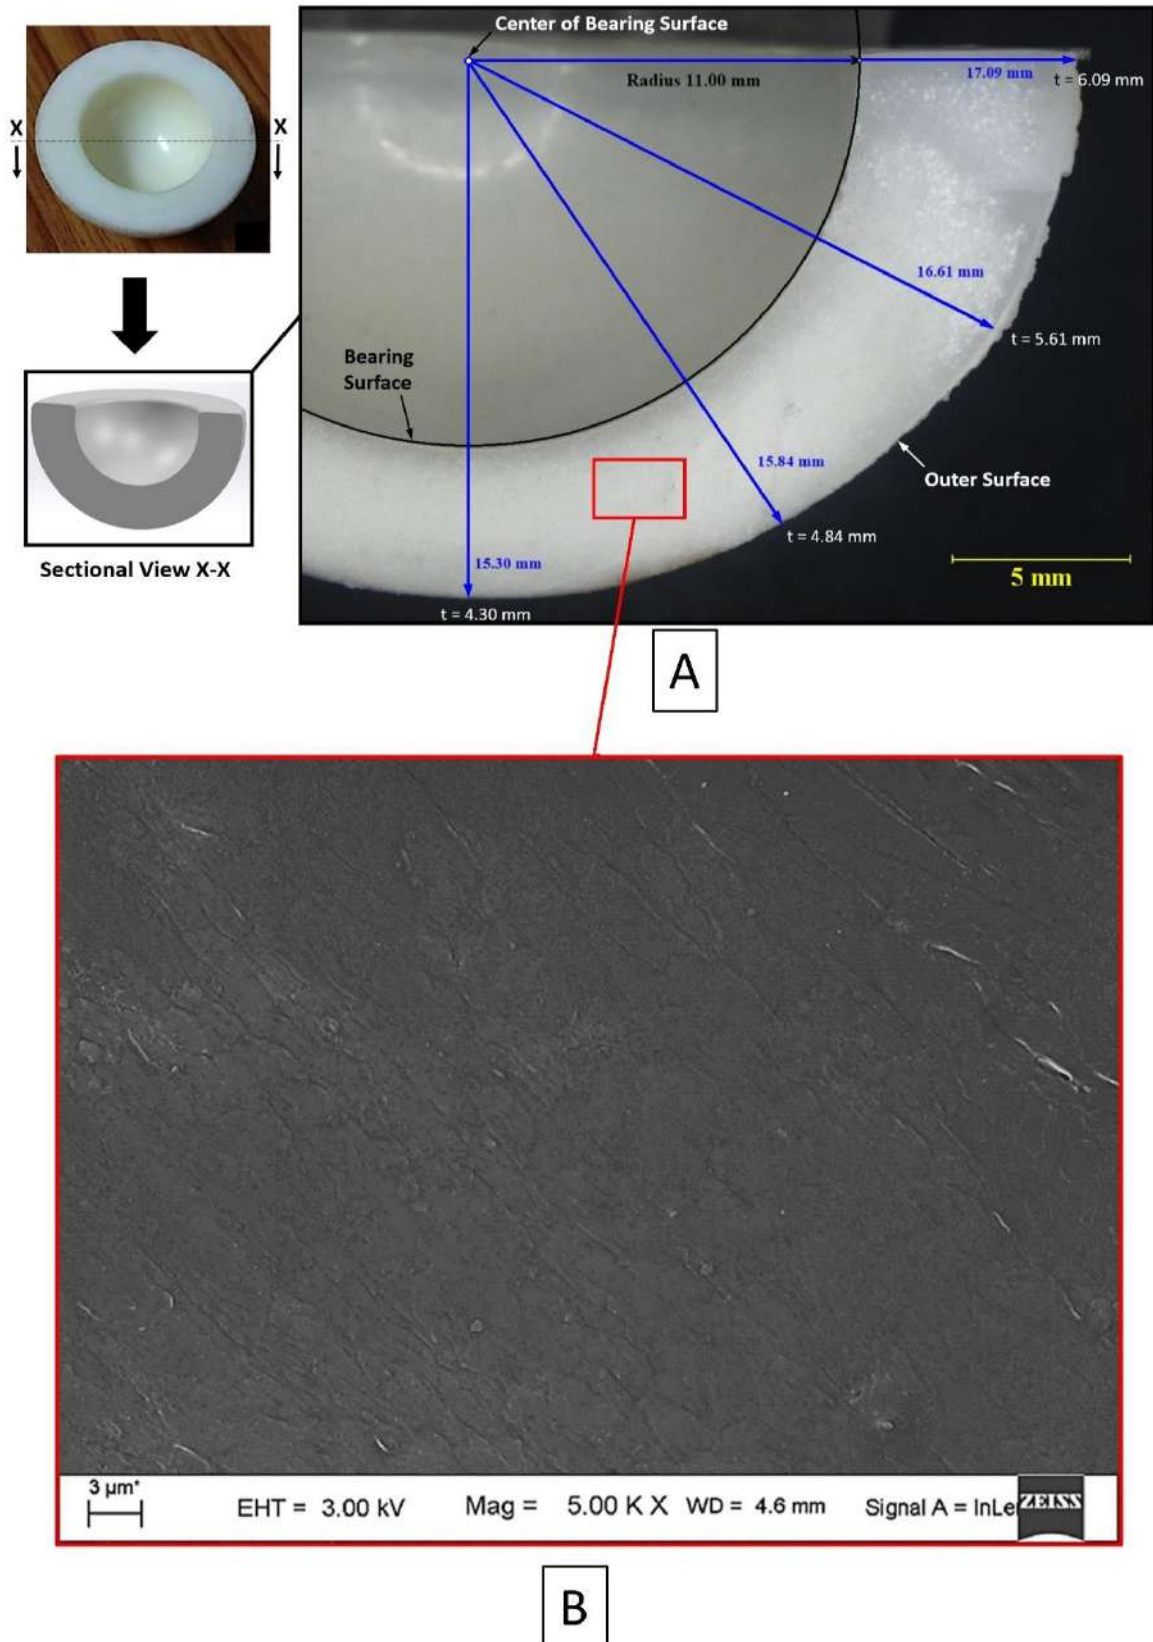 Center of Bearing Surface
X
X
Radius 11.00 mm
17.09 mm
t = 6.09 mm
16.61 mm
t = 5.61 mm
Bearing
Surface
15.84 mm
Outer Surface
t = 4.84 mm
15.30 mm
t = 4.30 mm
5 mm
Sectional View X-X
A
3 µm*
EHT = 3.00 kV
Mag = 5.00 K X
WD = 4.6 mm
Signal A = InLe
ZEISS
B